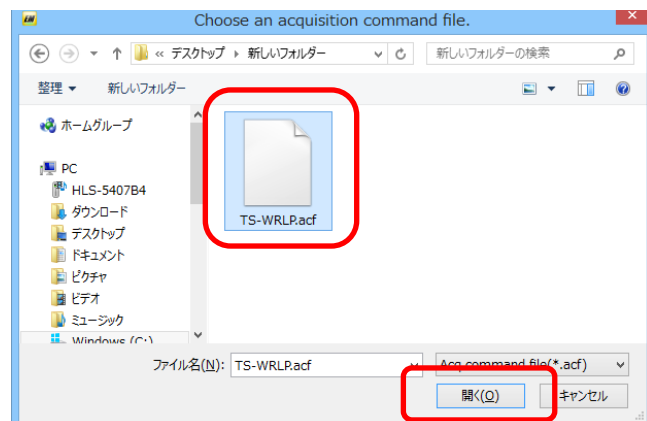 Choose an acquisition command file.
« デスクトップ ▸ 新しいフォルダー
新しいフォルダーの検索
整理 ▼ 新しいフォルダー
ホームグループ
PC
HLS-5407B4
ダウンロード
デスクトップ
ドキュメント
ピクチャ
ビデオ
ミュージック
Windows (C:)
TS-WRLP.acf
ファイル名(N): TS-WRLP.acf
Acq command file(*.acf)
開く(O) キャンセル